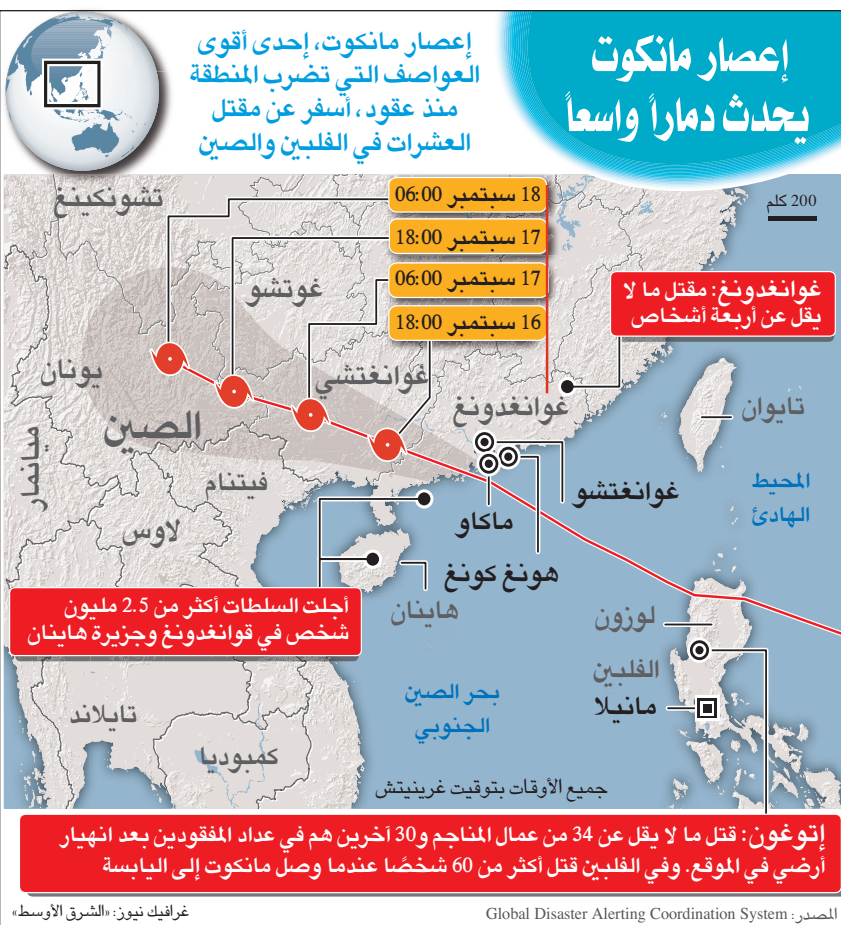 إعصار مانكوت
يحدث دماراً واسعاً
إعصار مانكوت، إحدى أقوى
العواصف التي تضرب المنطقة
منذ عقود، أسفر عن مقتل
العشرات في الفلبين والصين
200 كلم
18 سبتمبر 06:00
17 سبتمبر 18:00
17 سبتمبر 06:00
16 سبتمبر 18:00
تشونكينغ
غوتشو
غوانغدونغ: مقتل ما لا
يقل عن أربعة أشخاص
يونان
غوانغتشي
غوانغدونغ
تايوان
الصين
ميانمار
فيتنام
المحيط
الهادئ
غوانغتشو
ماكاو
لاوس
هونغ كونغ
هاينان
أجلت السلطات أكثر من 2.5 مليون
شخص في قوانغدونغ وجزيرة هاينان
لوزون
الفلبين
مانيلا
بحر الصين
الجنوبي
تايلاند
كمبوديا
جميع الأوقات بتوقيت غرينيتش
إتوغون: قتل ما لا يقل عن 34 من عمال المناجم و30 آخرين هم في عداد المفقودين بعد انهيار
أرضي في الموقع. وفي الفلبين قتل أكثر من 60 شخصًا عندما وصل مانكوت إلى اليابسة
المصدر: Global Disaster Alerting Coordination System
غرافيك نيوز: «الشرق الأوسط»